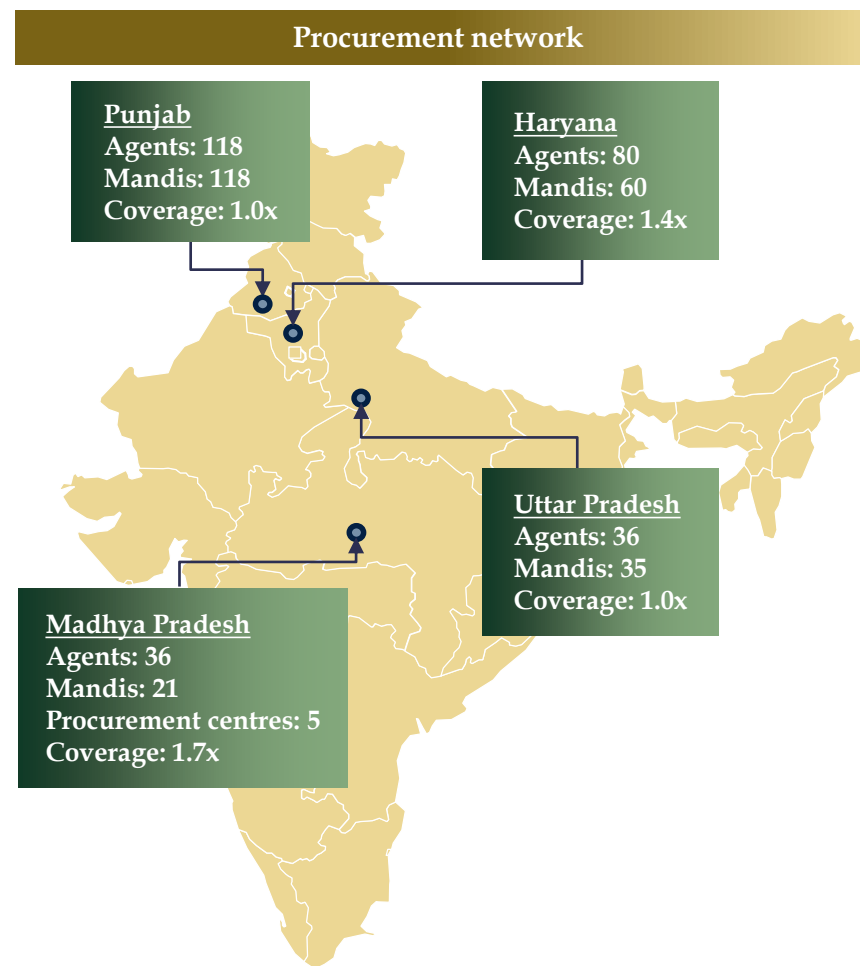 Procurement network
Punjab
Agents: 118
Mandis: 118
Coverage: 1.0x
Haryana
Agents: 80
Mandis: 60
Coverage: 1.4x
Uttar Pradesh
Agents: 36
Mandis: 35
Coverage: 1.0x
Madhya Pradesh
Agents: 36
Mandis: 21
Procurement centres: 5
Coverage: 1.7x